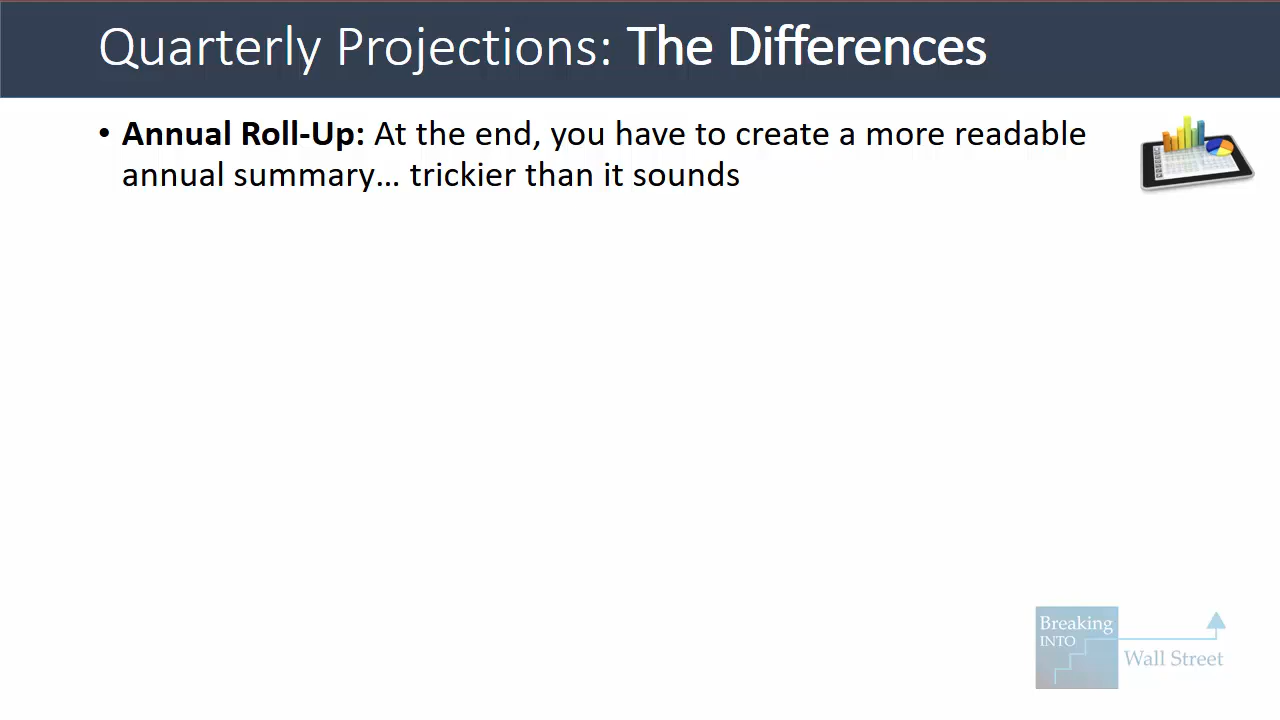 Quarterly Projections: The Differences
• Annual Roll-Up: At the end, you have to create a more readable
annual summary… trickier than it sounds
Breaking
INTO
Wall Street